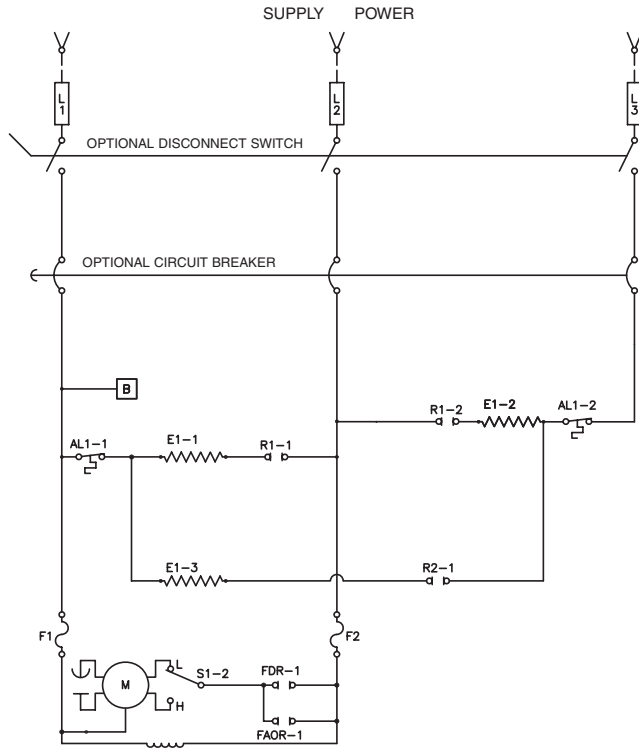 SUPPLY POWER
L1 L2 L3
OPTIONAL DISCONNECT SWITCH
OPTIONAL CIRCUIT BREAKER
B
R1-2 E1-2 AL1-2
AL1-1 E1-1 R1-1
E1-3 R2-1
F1 F2
L
M S1-2 FDR-1
H
FAOR-1